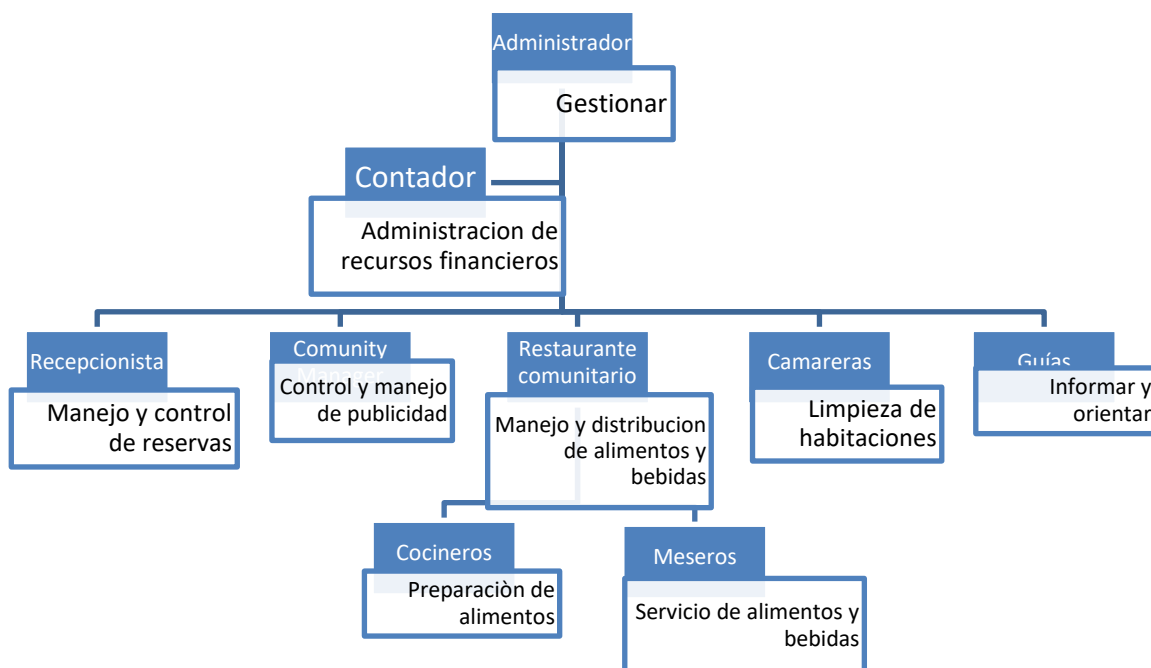 Administrador
Gestionar
Contador
Administracion de
recursos financieros
Recepcionista
Manejo y control
de reservas
Comunity
Manager
Control y manejo
de publicidad
Restaurante
comunitario
Manejo y distribucion
de alimentos y
bebidas
Camareras
Limpieza de
habitaciones
Guías
Informar y
orientar
Cocineros
Preparaciòn de
alimentos
Meseros
Servicio de alimentos y
bebidas